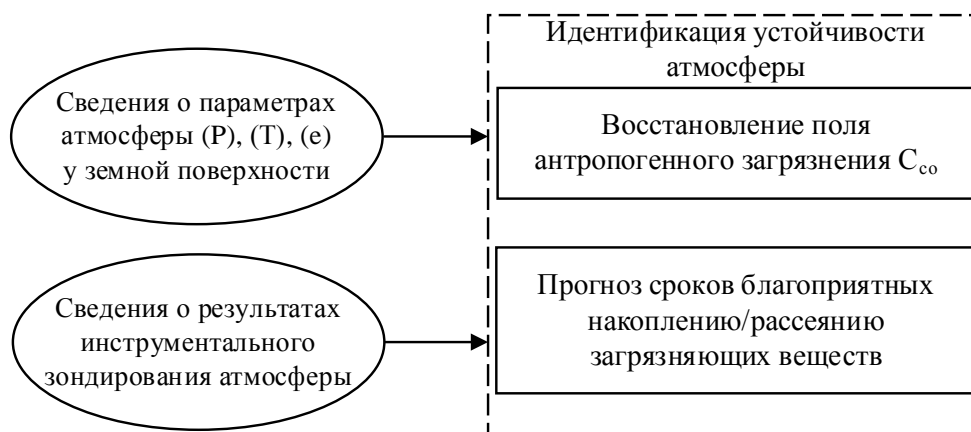 Сведения о параметрах
атмосферы (P), (T), (e)
у земной поверхности
Идентификация устойчивости
атмосферы
Восстановление поля
антропогенного загрязнения Cсо
Сведения о результатах
инструментального
зондирования атмосферы
Прогноз сроков благоприятных
накоплению/рассеянию
загрязняющих веществ